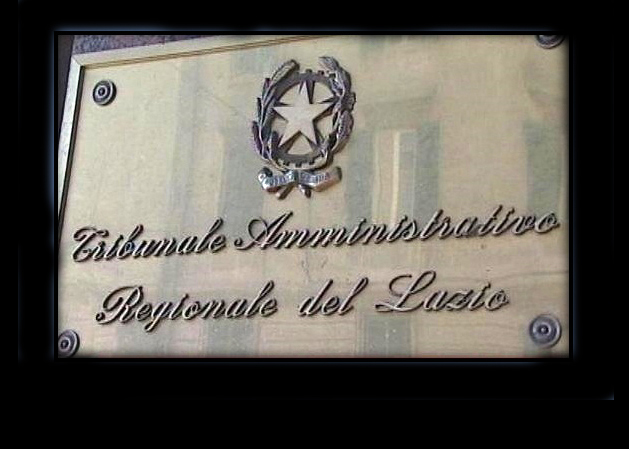 Tribunale Amministrativo
Regionale del Lazio